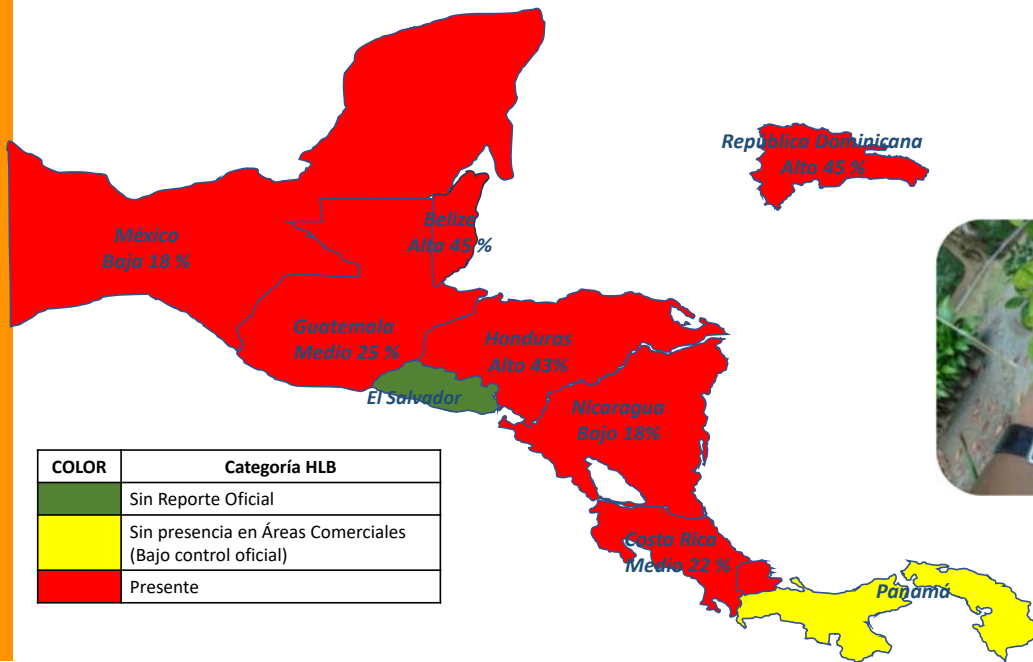 República Dominicana
Alto 45 %
México
Baja 18 %
Belize
Alto 45 %
Guatemala
Medio 25 %
Honduras
Alto 43%
El Salvador
Nicaragua
Bajo 18%
Costa Rica
Medio 22 %
Panamá
COLOR Categoría HLB
Sin Reporte Oficial
Sin presencia en Áreas Comerciales
(Bajo control oficial)
Presente